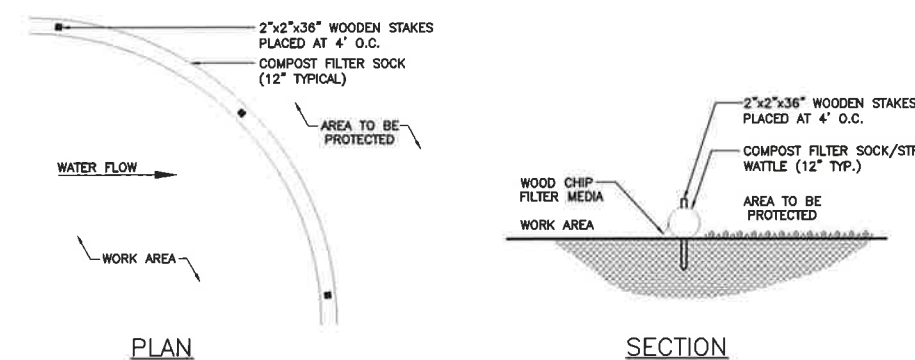 2"x2"x36" WOODEN STAKES
PLACED AT 4' O.C.
COMPOST FILTER SOCK
(12" TYPICAL)
AREA TO BE
PROTECTED
WATER FLOW
WORK AREA
PLAN
2"x2"x36" WOODEN STAKES
PLACED AT 4' O.C.
COMPOST FILTER SOCK/
WATTLE (12" TYP.)
WOOD CHIP
FILTER MEDIA
AREA TO BE
PROTECTED
WORK AREA
SECTION